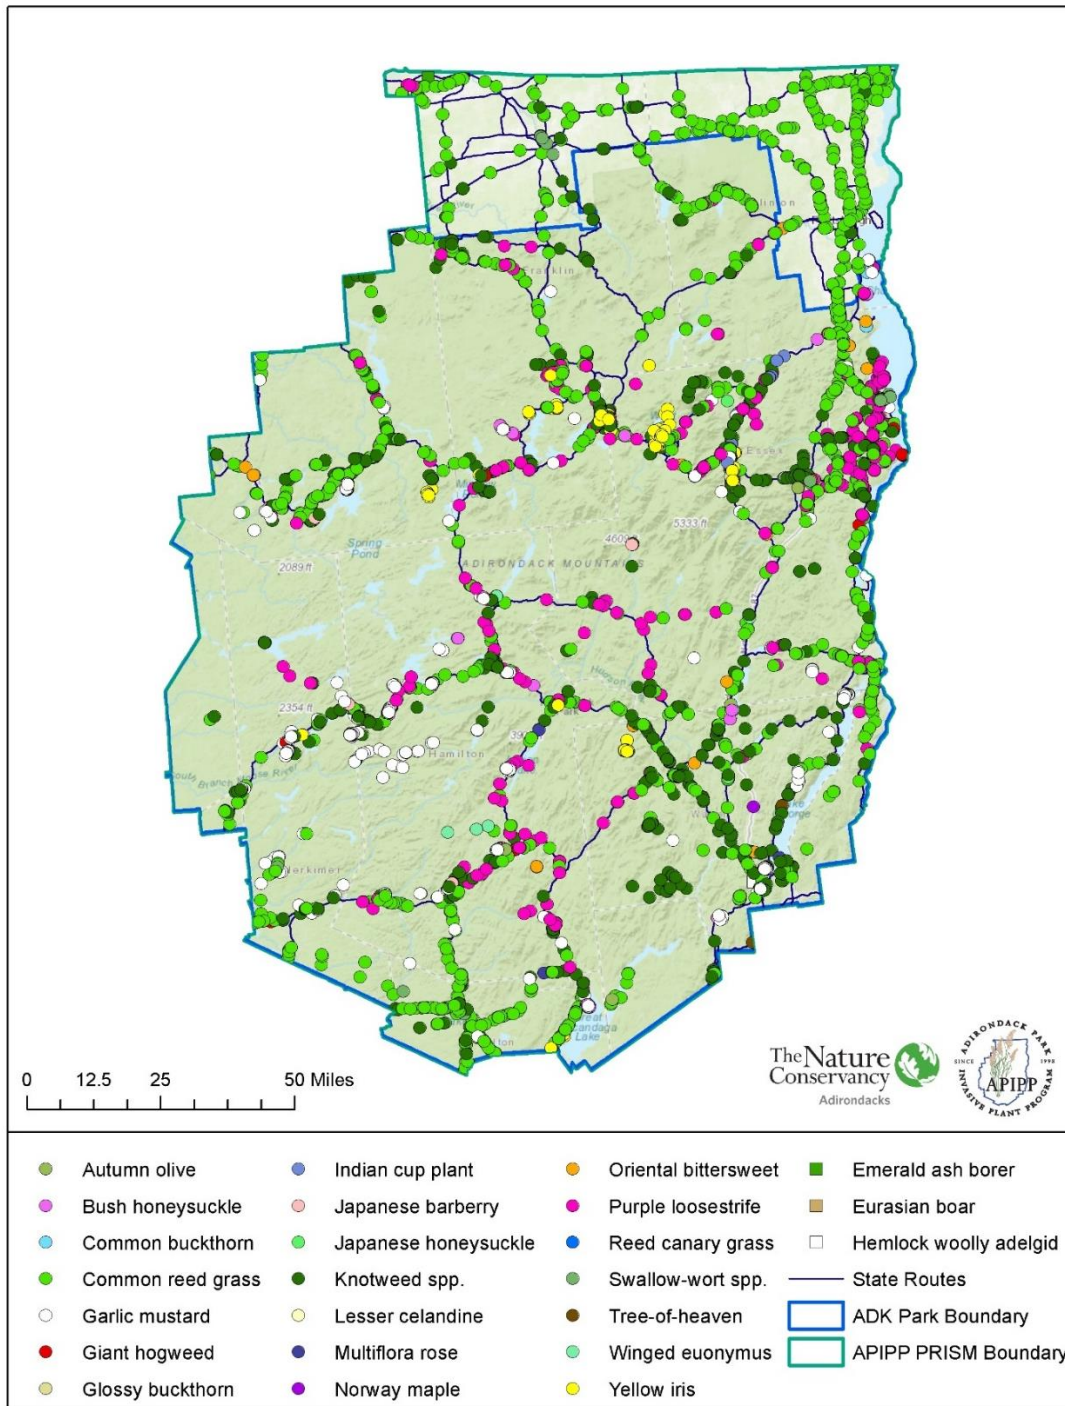 Franklin
Essex
5333 ft
4609
Spring
Pond
2089 ft
ADIRONDACK MOUNTAINS
2354 ft
Hamilton
South Branch Moose River
Herkimer
Lake
The Nature
Conservancy
Adirondacks
ADIRONDACK PARK
INVASIVE PLANT PROGRAM
SINCE 1998
APIPP
0 12.5 25 50 Miles
Autumn olive
Bush honeysuckle
Common buckthorn
Common reed grass
Garlic mustard
Giant hogweed
Glossy buckthorn
Indian cup plant
Japanese barberry
Japanese honeysuckle
Knotweed spp.
Lesser celandine
Multiflora rose
Norway maple
Oriental bittersweet
Purple loosestrife
Reed canary grass
Swallow-wort spp.
Tree-of-heaven
Winged euonymus
Yellow iris
Emerald ash borer
Eurasian boar
Hemlock woolly adelgid
State Routes
ADK Park Boundary
APIPP PRISM Boundary